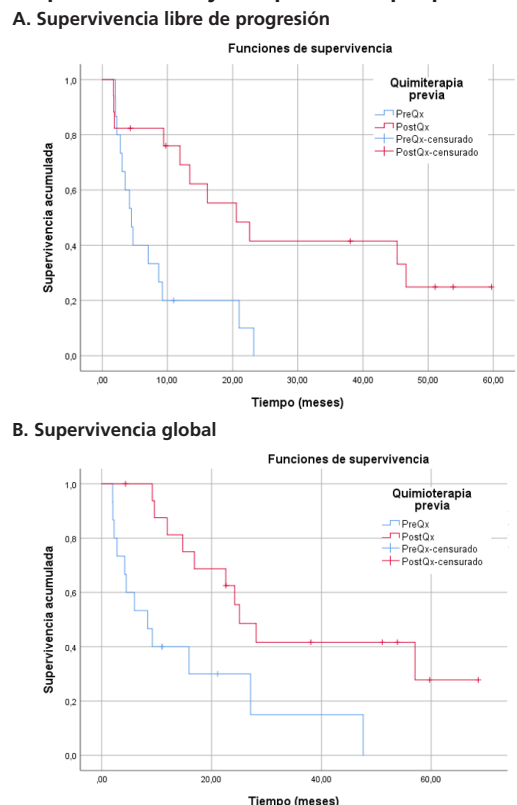 A. Supervivencia libre de progresión
Funciones de supervivencia
Quimiterapia
previa
PreQx
PostQx
PreQx-censurado
PostQx-censurado
Supervivencia acumulada
1,0
0,8
0,6
0,4
0,2
0,0
,00 10,00 20,00 30,00 40,00 50,00 60,00
Tiempo (meses)
B. Supervivencia global
Funciones de supervivencia
Quimioterapia
previa
PreQx
PostQx
PreQx-censurado
PostQx-censurado
Supervivencia acumulada
1,0
0,8
0,6
0,4
0,2
0,0
,00 20,00 40,00 60,00
Tiempo (meses)